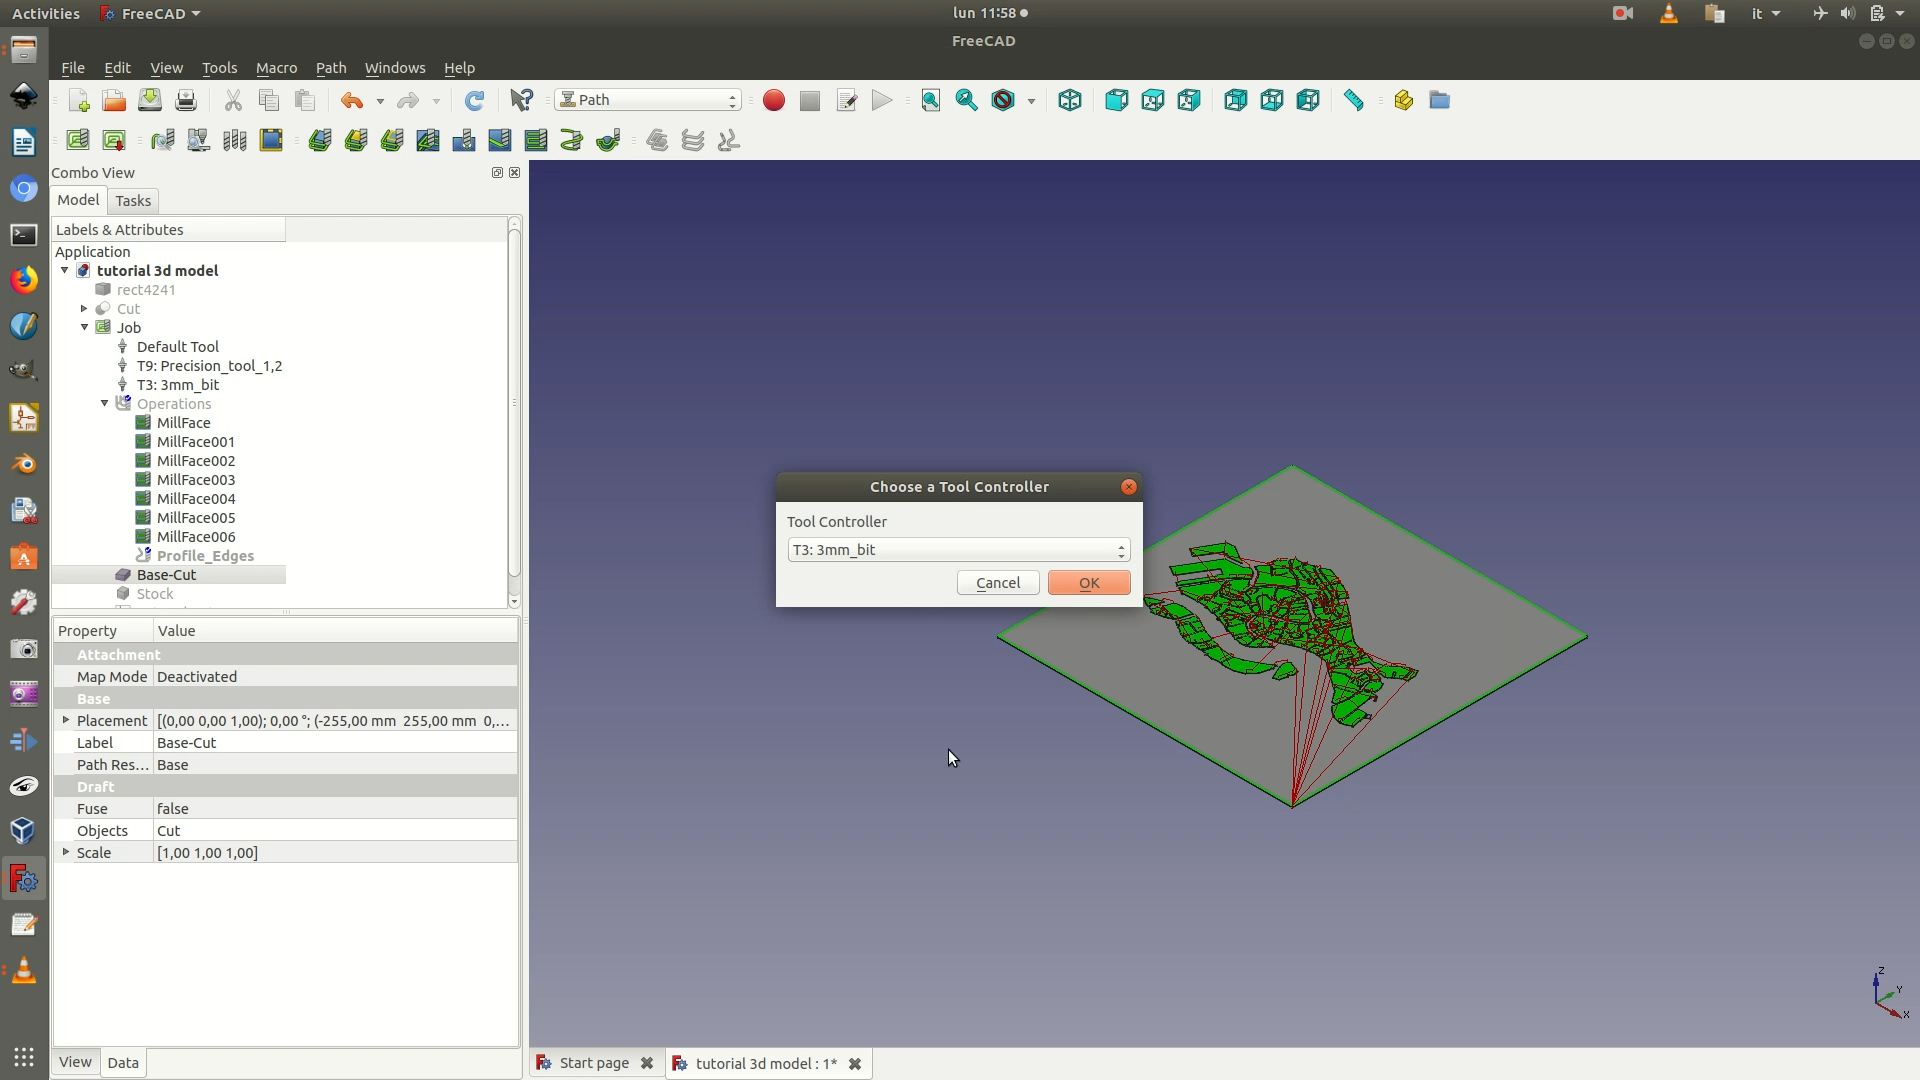 Activities FreeCAD lun 11:58 it
FreeCAD
File Edit View Tools Macro Path Windows Help
Path
Combo View
Model Tasks
Labels & Attributes
Application
tutorial 3d model
rect4241
Cut
Job
Default Tool
T9: Precision_tool_1,2
T3: 3mm_bit
Operations
MillFace
MillFace001
MillFace002
MillFace003
MillFace004
MillFace005
MillFace006
Profile_Edges
Base-Cut
Stock
Choose a Tool Controller
Tool Controller
T3: 3mm_bit
Cancel OK
Property Value
Attachment
Map Mode Deactivated
Base
Placement [(0,00 0,00 1,00); 0,00 °; (-255,00 mm 255,00 mm 0,...
Label Base-Cut
Path Res... Base
Draft
Fuse false
Objects Cut
Scale [1,00 1,00 1,00]
Z
Y
X
View Data
Start page tutorial 3d model : 1*